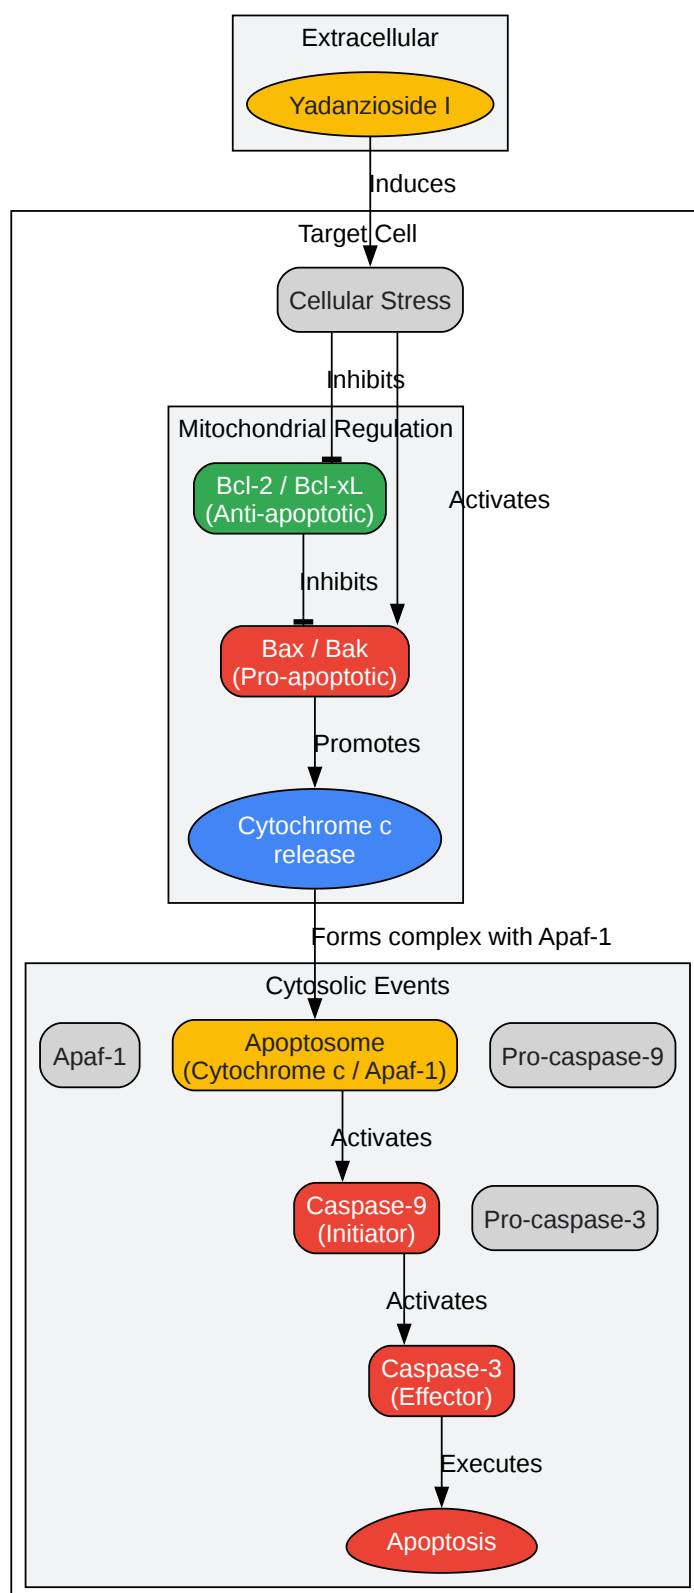 Extracellular
Yadanzioside I
Induces
Target Cell
Cellular Stress
Inhibits
Mitochondrial Regulation
Bcl-2 / Bcl-xL
(Anti-apoptotic)
Activates
Inhibits
Bax / Bak
(Pro-apoptotic)
Promotes
Cytochrome c
release
Forms complex with Apaf-1
Cytosolic Events
Apaf-1
Apoptosome
(Cytochrome c / Apaf-1)
Pro-caspase-9
Activates
Caspase-9
(Initiator)
Pro-caspase-3
Activates
Caspase-3
(Effector)
Executes
Apoptosis